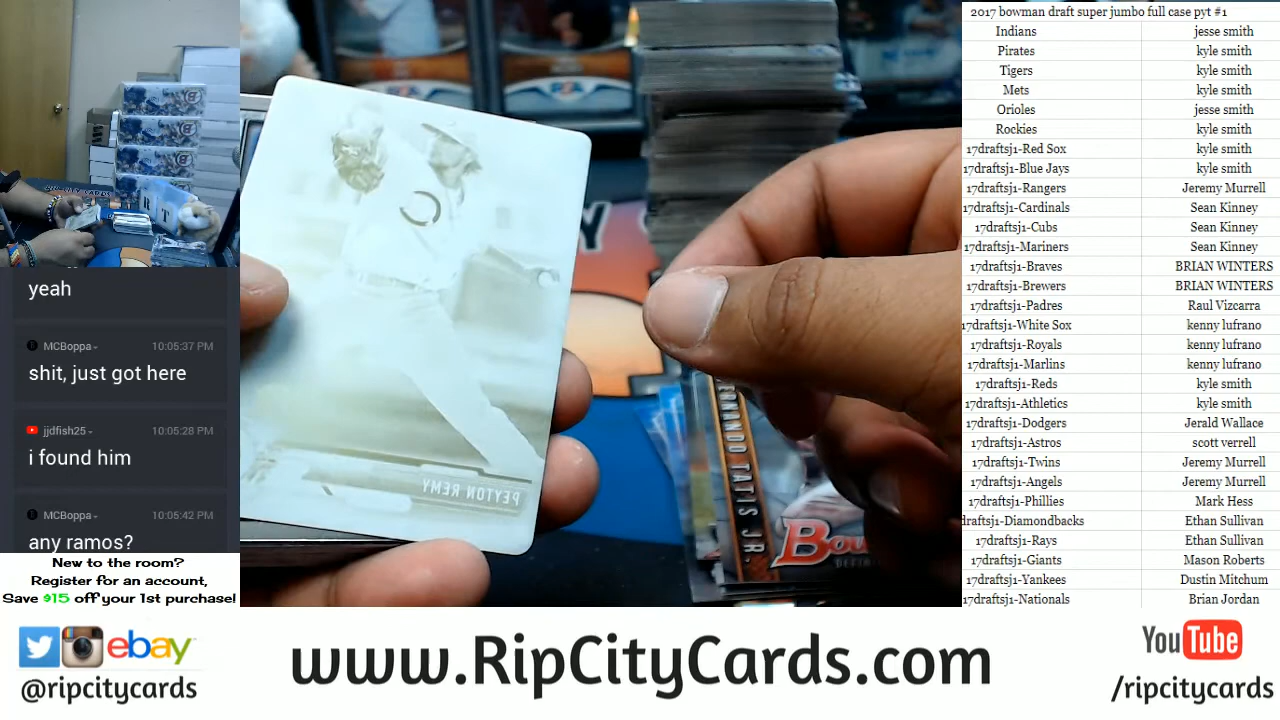 yeah
MCBoppa 10:05:37 PM
shit, just got here
jjdfish25 10:05:28 PM
i found him
MCBoppa 10:05:42 PM
any ramos?
New to the room?
Register for an account,
Save $15 off your 1st purchase!
PEYTON REMY
FERNANDO TATIS JR.
2017 bowman draft super jumbo full case pyt #1
Indians jesse smith
Pirates kyle smith
Tigers kyle smith
Mets kyle smith
Orioles jesse smith
Rockies kyle smith
17draftsj1-Red Sox kyle smith
17draftsj1-Blue Jays kyle smith
17draftsj1-Rangers Jeremy Murrell
17draftsj1-Cardinals Sean Kinney
17draftsj1-Cubs Sean Kinney
17draftsj1-Mariners Sean Kinney
17draftsj1-Braves BRIAN WINTERS
17draftsj1-Brewers BRIAN WINTERS
17draftsj1-Padres Raul Vizcarra
17draftsj1-White Sox kenny lufrano
17draftsj1-Royals kenny lufrano
17draftsj1-Marlins kenny lufrano
17draftsj1-Reds kyle smith
17draftsj1-Athletics kyle smith
17draftsj1-Dodgers Jerald Wallace
17draftsj1-Astros scott verrell
17draftsj1-Twins Jeremy Murrell
17draftsj1-Angels Jeremy Murrell
17draftsj1-Phillies Mark Hess
draftsj1-Diamondbacks Ethan Sullivan
17draftsj1-Rays Ethan Sullivan
17draftsj1-Giants Mason Roberts
17draftsj1-Yankees Dustin Mitchum
17draftsj1-Nationals Brian Jordan
ebay
@ripcitycards
www.RipCityCards.com
YouTube
/ripcitycards